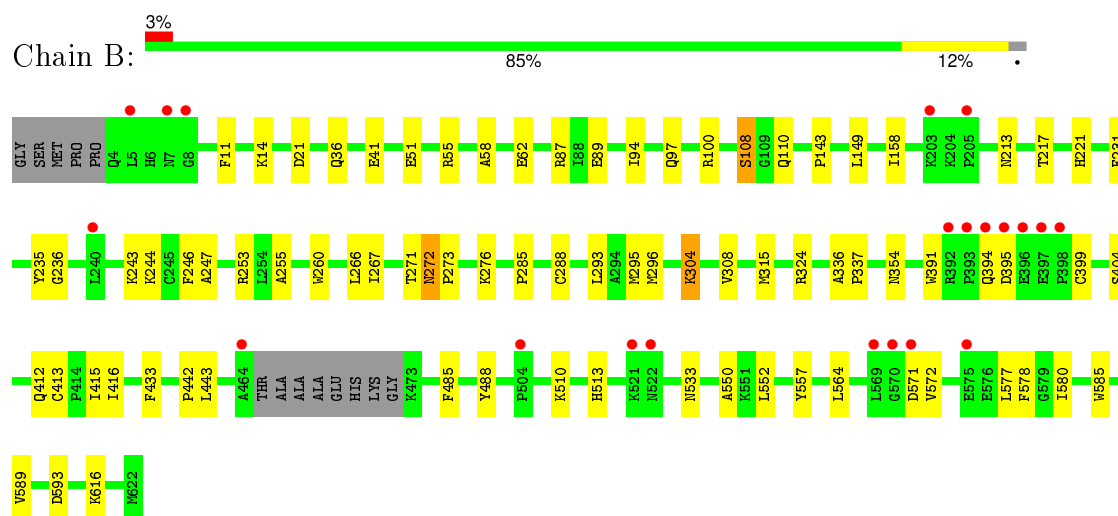 3%
Chain B:
85% 12% •
GLY SER MET PRO PRO Q4 L5 H6 N7 G8 F11 K14 D21 Q36 E41 E51 R55 A58 E62 R87 I88 E89 I94 Q97 R100 S108 G109 Q110 P143 L149 I158 K203 K204 P205 N213 T217 H221
Y235 G236 L240 K243 K244 C245 F246 A247 R253 L254 A255 W260 L266 I267 T271 N272 P273 K276 P285 C288 L293 A294 M295 M296 K304 V308 M315 R324 A336 P337 N354 W391 R392 P393 Q394 D395 E396 E397 P398 C399 S404
Q412 C413 P414 I415 I416 F433 P442 L443 A464 THR ALA ALA ALA GLU HIS LYS GLY K473 F485 Y488 P504 K510 H513 K521 N522 N533 A550 K551 L552 Y557 L564 L569 G570 D571 V572 E575 E576 L577 F578 G579 I580 W585
V589 D593 K616 M622